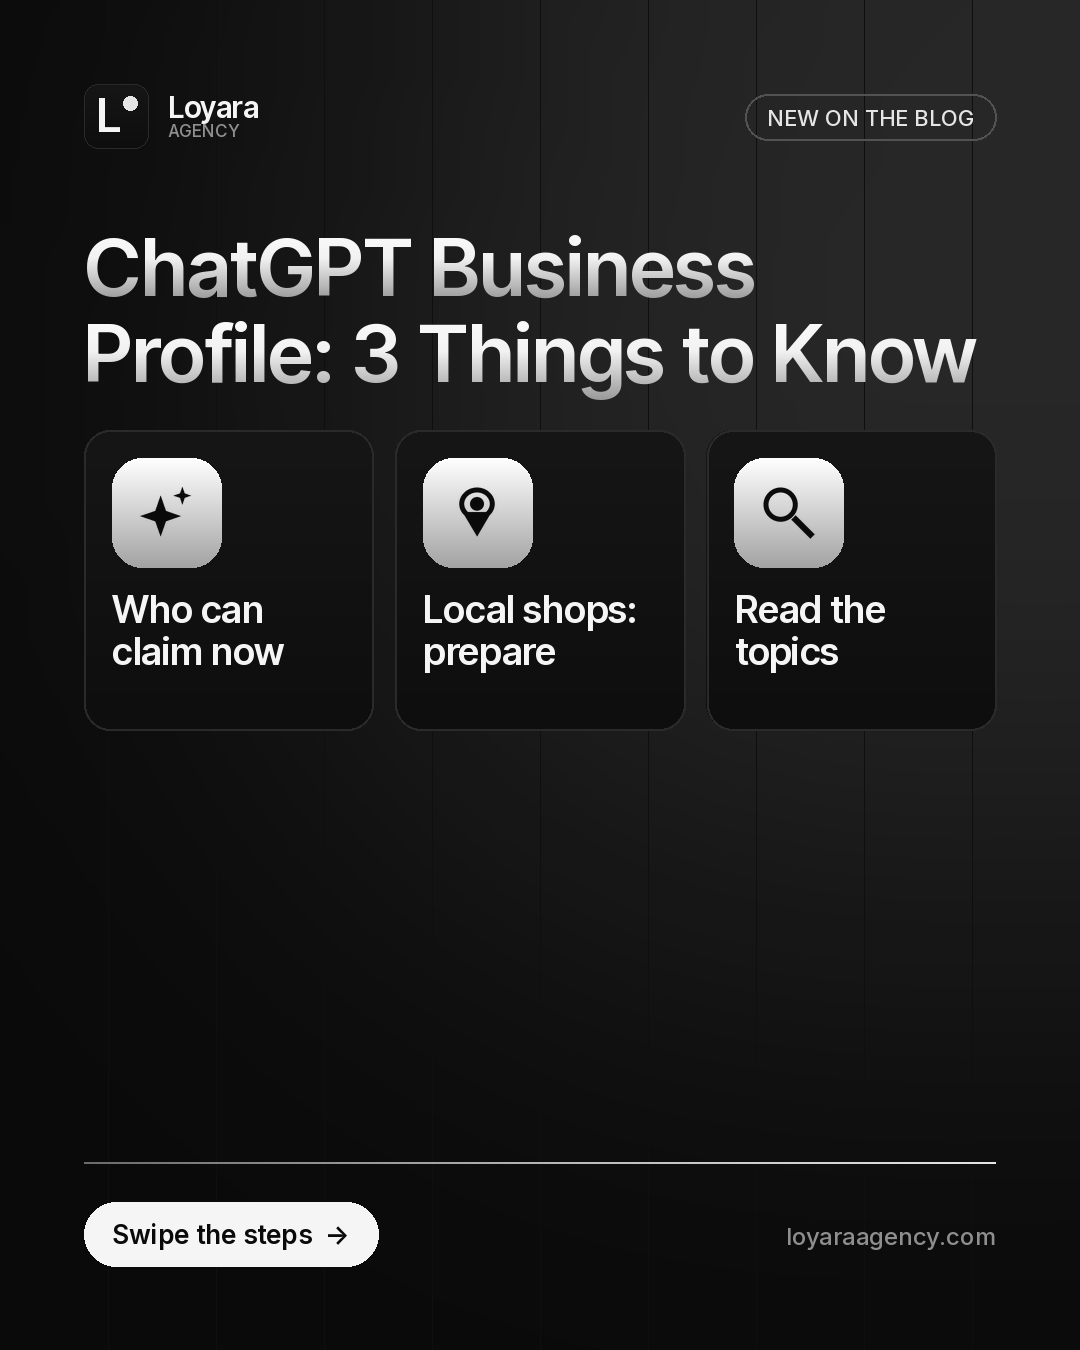 Loyara
AGENCY
NEW ON THE BLOG
ChatGPT Business
Profile: 3 Things to Know
Who can
claim now
Local shops:
prepare
Read the
topics
Swipe the steps →
loyaraagency.com